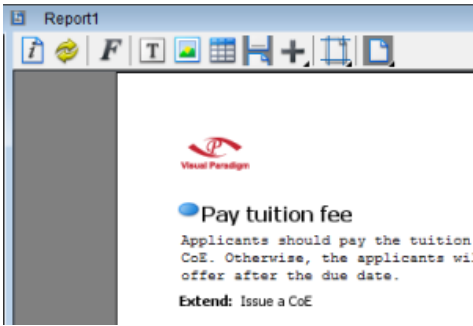 Report1
i F T
Visual Paradigm
Pay tuition fee
Applicants should pay the tuition
CoE. Otherwise, the applicants
offer after the due date.
Extend: Issue a CoE